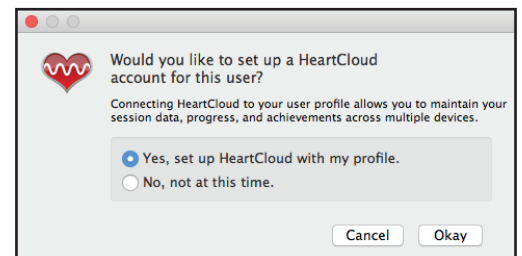 Would you like to set up a HeartCloud
account for this user?
Connecting HeartCloud to your user profile allows you to maintain your
session data, progress, and achievements across multiple devices.
Yes, set up HeartCloud with my profile.
No, not at this time.
Cancel Okay